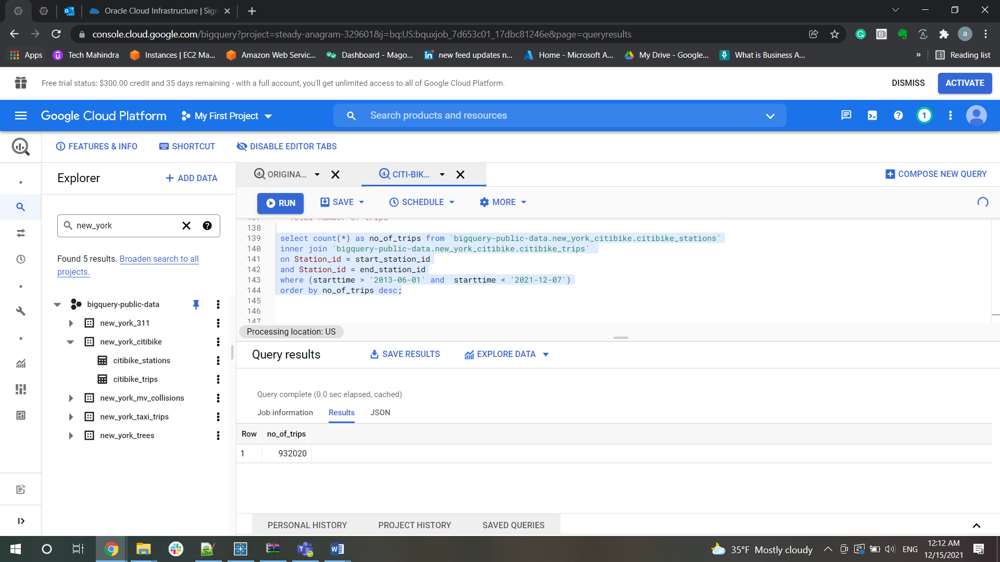 Oracle Cloud Infrastructure | Sign
console.cloud.google.com/bigquery?project=steady-anagram-329601&j=bq:US:bquxjob_7d653c01_17dbc81246e&page=queryresults
a
Apps
Tech Mahindra
Instances | EC2 Ma...
Amazon Web Servic...
Dashboard - Mago...
new feed updates n...
Home - Microsoft A...
My Drive - Google...
What is Business A...
»
Reading list
Free trial status: $300.00 credit and 35 days remaining - with a full account, you'll get unlimited access to all of Google Cloud Platform.
DISMISS
ACTIVATE
Google Cloud Platform
My First Project
Search products and resources
1
FEATURES & INFO
SHORTCUT
DISABLE EDITOR TABS
Explorer
+ ADD DATA
ORIGINA...
CITI-BIK...
COMPOSE NEW QUERY
RUN
SAVE
SCHEDULE
MORE
new_york
Found 5 results. Broaden search to all
projects.
bigquery-public-data
new_york_311
new_york_citibike
citibike_stations
citibike_trips
new_york_mv_collisions
new_york_taxi_trips
new_york_trees
137 Total number of trips
138
139 select count(*) as no_of_trips from `bigquery-public-data.new_york_citibike.citibike_stations`
140 inner join `bigquery-public-data.new_york_citibike.citibike_trips`
141 on Station_id = start_station_id
142 and Station_id = end_station_id
143 where (starttime > '2013-06-01' and  starttime < '2021-12-07')
144 order by no_of_trips desc;
145
146
147
Processing location: US
Query results
SAVE RESULTS
EXPLORE DATA
Query complete (0.0 sec elapsed, cached)
Job information
Results
JSON
Row no_of_trips
1 932020
PERSONAL HISTORY
PROJECT HISTORY
SAVED QUERIES
35°F Mostly cloudy
ENG
12:12 AM
12/15/2021